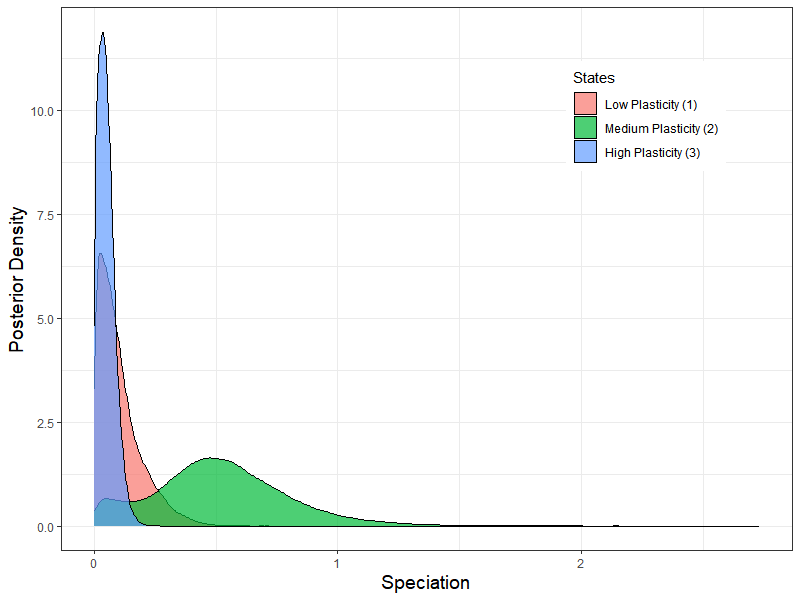 States
Low Plasticity (1)
Medium Plasticity (2)
High Plasticity (3)
10.0
7.5
5.0
2.5
0.0
Posterior Density
0
1
2
Speciation